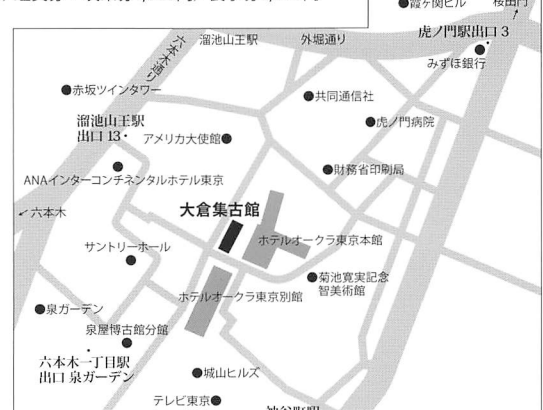 霞ヶ関ビル
桜田門
虎ノ門駅出口 3
六本木通り
溜池山王駅
外堀通り
みずほ銀行
赤坂ツインタワー
共同通信社
溜池山王駅
出口 13
アメリカ大使館
虎ノ門病院
財務省印刷局
ANAインターコンチネンタルホテル東京
←六本木
大倉集古館
サントリーホール
ホテルオークラ東京本館
菊池寛実記念
智美術館
ホテルオークラ東京別館
泉ガーデン
泉屋博古館分館
六本木一丁目駅
出口 泉ガーデン
城山ヒルズ
テレビ東京